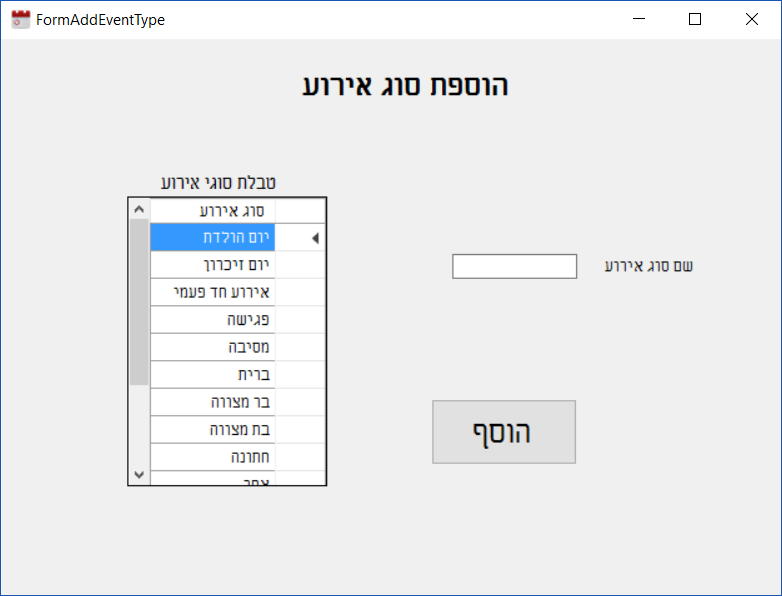 FormAddEventType
הוספת סוג אירוע
שם סוג אירוע
הוסף
טבלת סוגי אירוע
סוג אירוע
יום הולדת
יום זיכרון
אירוע חד פעמי
פגישה
מסיבה
ברית
בר מצווה
בת מצווה
חתונה